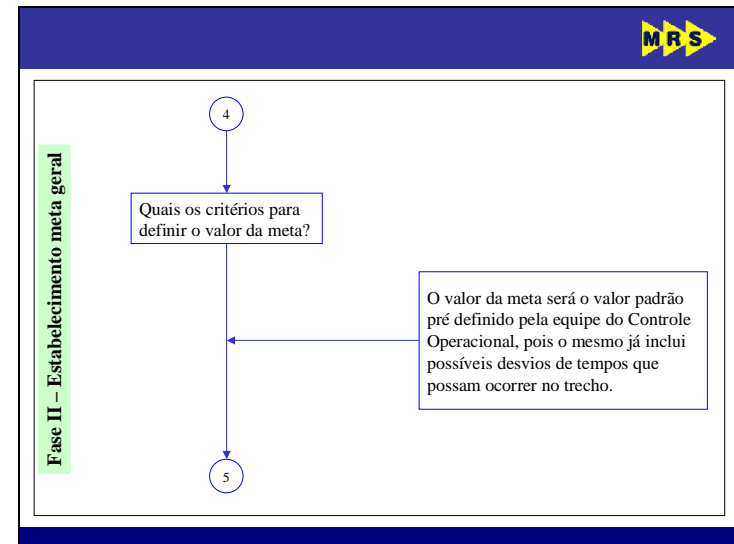 MRS
Fase II – Estabelecimento meta geral
4
Quais os critérios para
definir o valor da meta?
O valor da meta será o valor padrão
pré definido pela equipe do Controle
Operacional, pois o mesmo já inclui
possíveis desvios de tempos que
possam ocorrer no trecho.
5